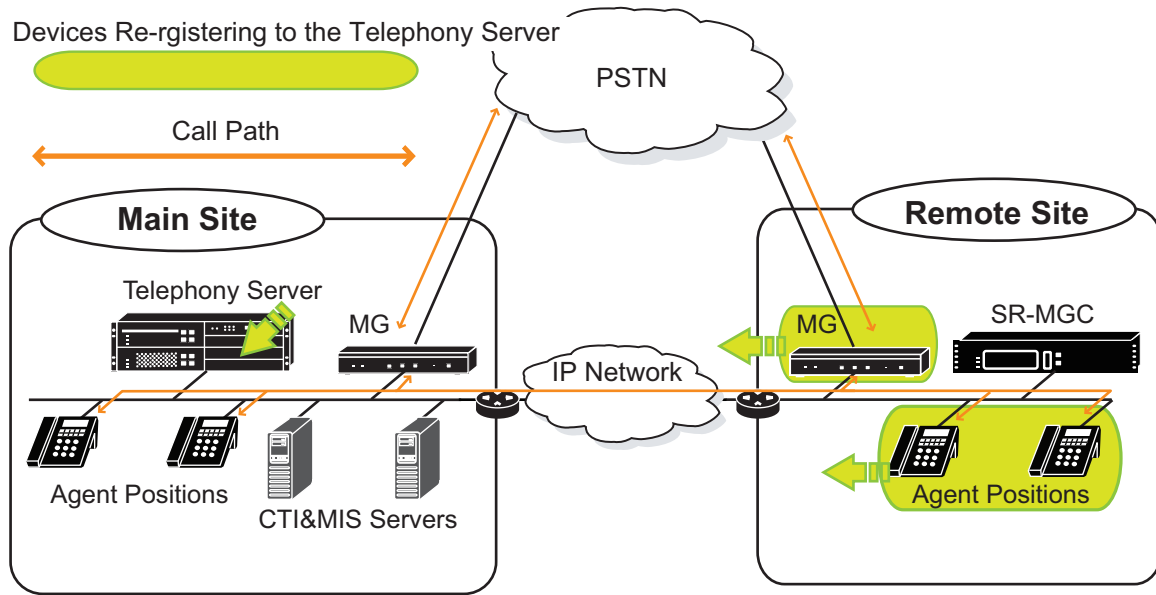 Devices Re-rgistering to the Telephony Server
PSTN
Call Path
Main Site
Remote Site
Telephony Server
MG
MG
SR-MGC
IP Network
Agent Positions
CTI&MIS Servers
Agent Positions